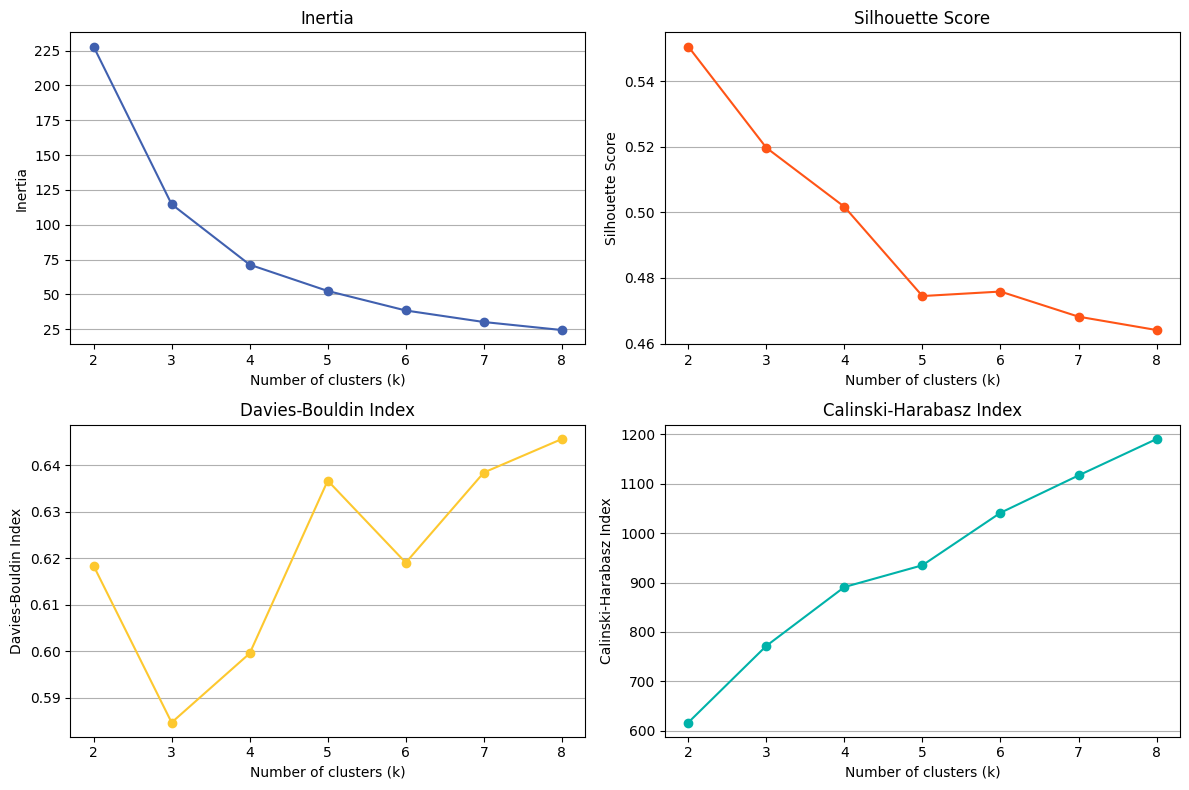 Inertia
225
200
175
150
125
100
75
50
25
Inertia
2 3 4 5 6 7 8
Number of clusters (k)
Silhouette Score
0.54
0.52
0.50
0.48
0.46
Silhouette Score
2 3 4 5 6 7 8
Number of clusters (k)
Davies-Bouldin Index
0.64
0.63
0.62
0.61
0.60
0.59
Davies-Bouldin Index
2 3 4 5 6 7 8
Number of clusters (k)
Calinski-Harabasz Index
1200
1100
1000
900
800
700
600
Calinski-Harabasz Index
2 3 4 5 6 7 8
Number of clusters (k)